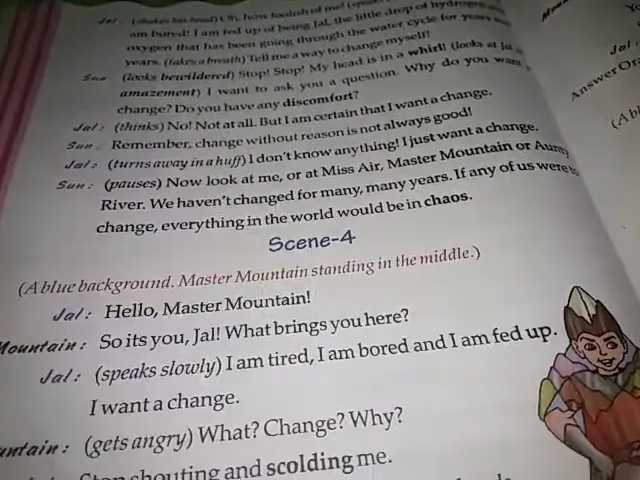 Jal: (shakes his head) Oh, how foolish of me!
am bored! I am fed up of being Jal, the little drop of hydrogen
oxygen that has been going through the water cycle for years and
years. (takes a breath) Tell me a way to change myself!
Sun: (looks bewildered) Stop! Stop! My head is in a whirl! (looks at Jal
amazement) I want to ask you a question. Why do you want
change? Do you have any discomfort?
Jal: (thinks) No! Not at all. But I am certain that I want a change.
Sun: Remember, change without reason is not always good!
Jal: (turns away in a huff) I don't know anything! I just want a change.
Sun: (pauses) Now look at me, or at Miss Air, Master Mountain or Aunty
River. We haven't changed for many, many years. If any of us were to
change, everything in the world would be in chaos.
Scene-4
(A blue background. Master Mountain standing in the middle.)
Jal: Hello, Master Mountain!
Mountain: So its you, Jal! What brings you here?
Jal: (speaks slowly) I am tired, I am bored and I am fed up.
I want a change.
untain: (gets angry) What? Change? Why?
Stop shouting and scolding me.
Jal:
Answer Ora
(Ab